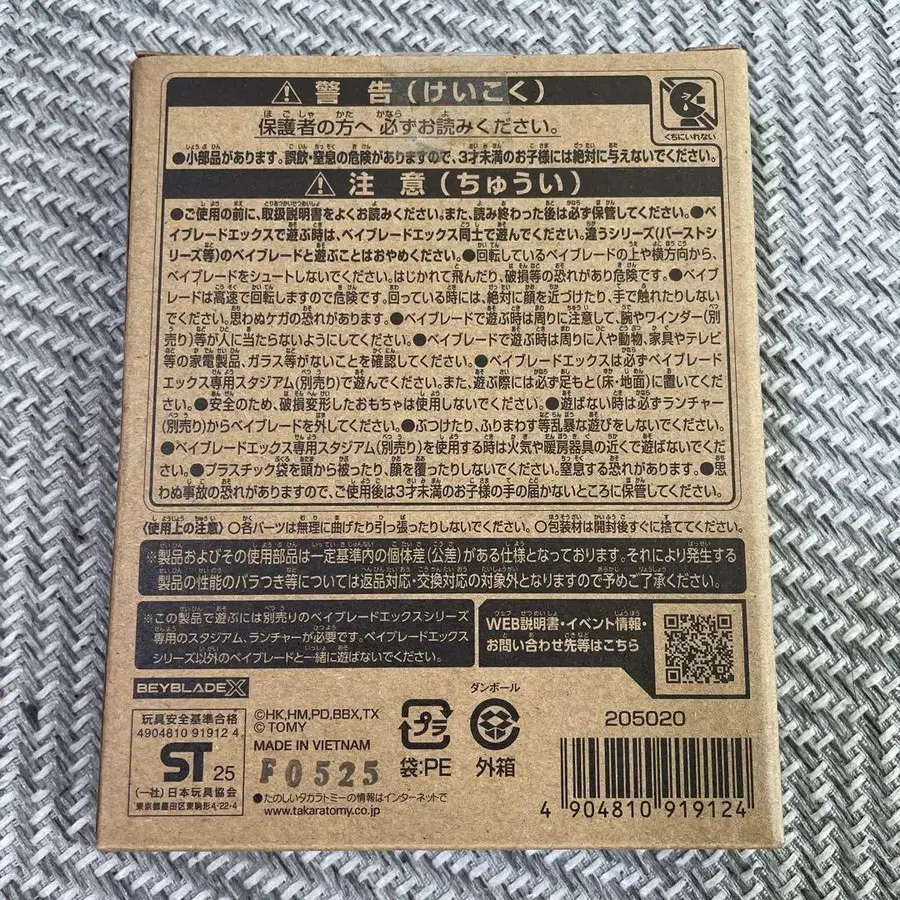 ⚠ 警告(けいこく)
保護者の方へ 必ずお読みください。
くちにいれない
●小部品があります。誤飲・窒息の危険がありますので、3才未満のお子様には絶対に与えないでください。
⚠ 注意(ちゅうい)
●ご使用の前に、取扱説明書をよくお読みください。また、読み終わった後は必ず保管してください。●ベイ
ブレードエックスで遊ぶ時は、ベイブレードエックス同士で遊んでください。違うシリーズ(バーストシ
リーズ等)のベイブレードと遊ぶことはおやめください。●回転しているベイブレードの上や横方向から、
ベイブレードをシュートしないでください。はじかれて飛んだり、破損等の恐れがあり危険です。●ベイブ
レードは高速で回転しますので危険です。回っている時には、絶対に顔を近づけたり、手で触れたりしない
でください。思わぬケガの恐れがあります。●ベイブレードで遊ぶ時は周りに注意して、腕やワインダー(別
売り)等が人に当たらないようにしてください。●ベイブレードで遊ぶ時は周りに人や動物、家具やテレビ
等の家電製品、ガラス等がないことを確認してください。●ベイブレードエックスは必ずベイブレード
エックス専用スタジアム(別売り)で遊んでください。また、遊ぶ際には必ず足もと(床・地面)に置いてくだ
さい。●安全のため、破損変形したおもちゃは使用しないでください。●遊ばない時は必ずランチャー
(別売り)からベイブレードを外してください。●ぶつけたり、ふりまわす等乱暴な遊びをしないでください。
●ベイブレードエックス専用スタジアム(別売り)を使用する時は火気や暖房器具の近くで遊ばないでください。
●プラスチック袋を頭から被ったり、顔を覆ったりしないでください。窒息する恐れがあります。●思
わぬ事故の恐れがありますので、ご使用後は3才未満のお子様の手の届かないところに保管してください。
〈使用上の注意〉○各パーツは無理に曲げたり引っ張ったりしないでください。○包装材は開封後すぐに捨ててください。
※製品およびその使用部品は一定基準内の個体差(公差)がある仕様となっております。それにより発生する
製品の性能のバラつき等については返品対応・交換対応の対象外となりますので予めご了承ください。
※この製品で遊ぶには別売りのベイブレードエックスシリーズ
専用のスタジアム、ランチャーが必要です。ベイブレードエックス
シリーズ以外のベイブレードと一緒に遊ばないでください。
WEB説明書・イベント情報・
お問い合わせ先等はこちら
BEYBLADE X
玩具安全基準合格
4904810 91912 4
ST 25
(一社)日本玩具協会
東京都墨田区東駒形4-22-4
©HK,HM,PD,BBX,TX
© TOMY
MADE IN VIETNAM
F0525
●たのしいタカラトミーの情報はインターネットで
www.takaratomy.co.jp
プラ
袋:PE
ダンボール
外箱
205020
4 904810 919124